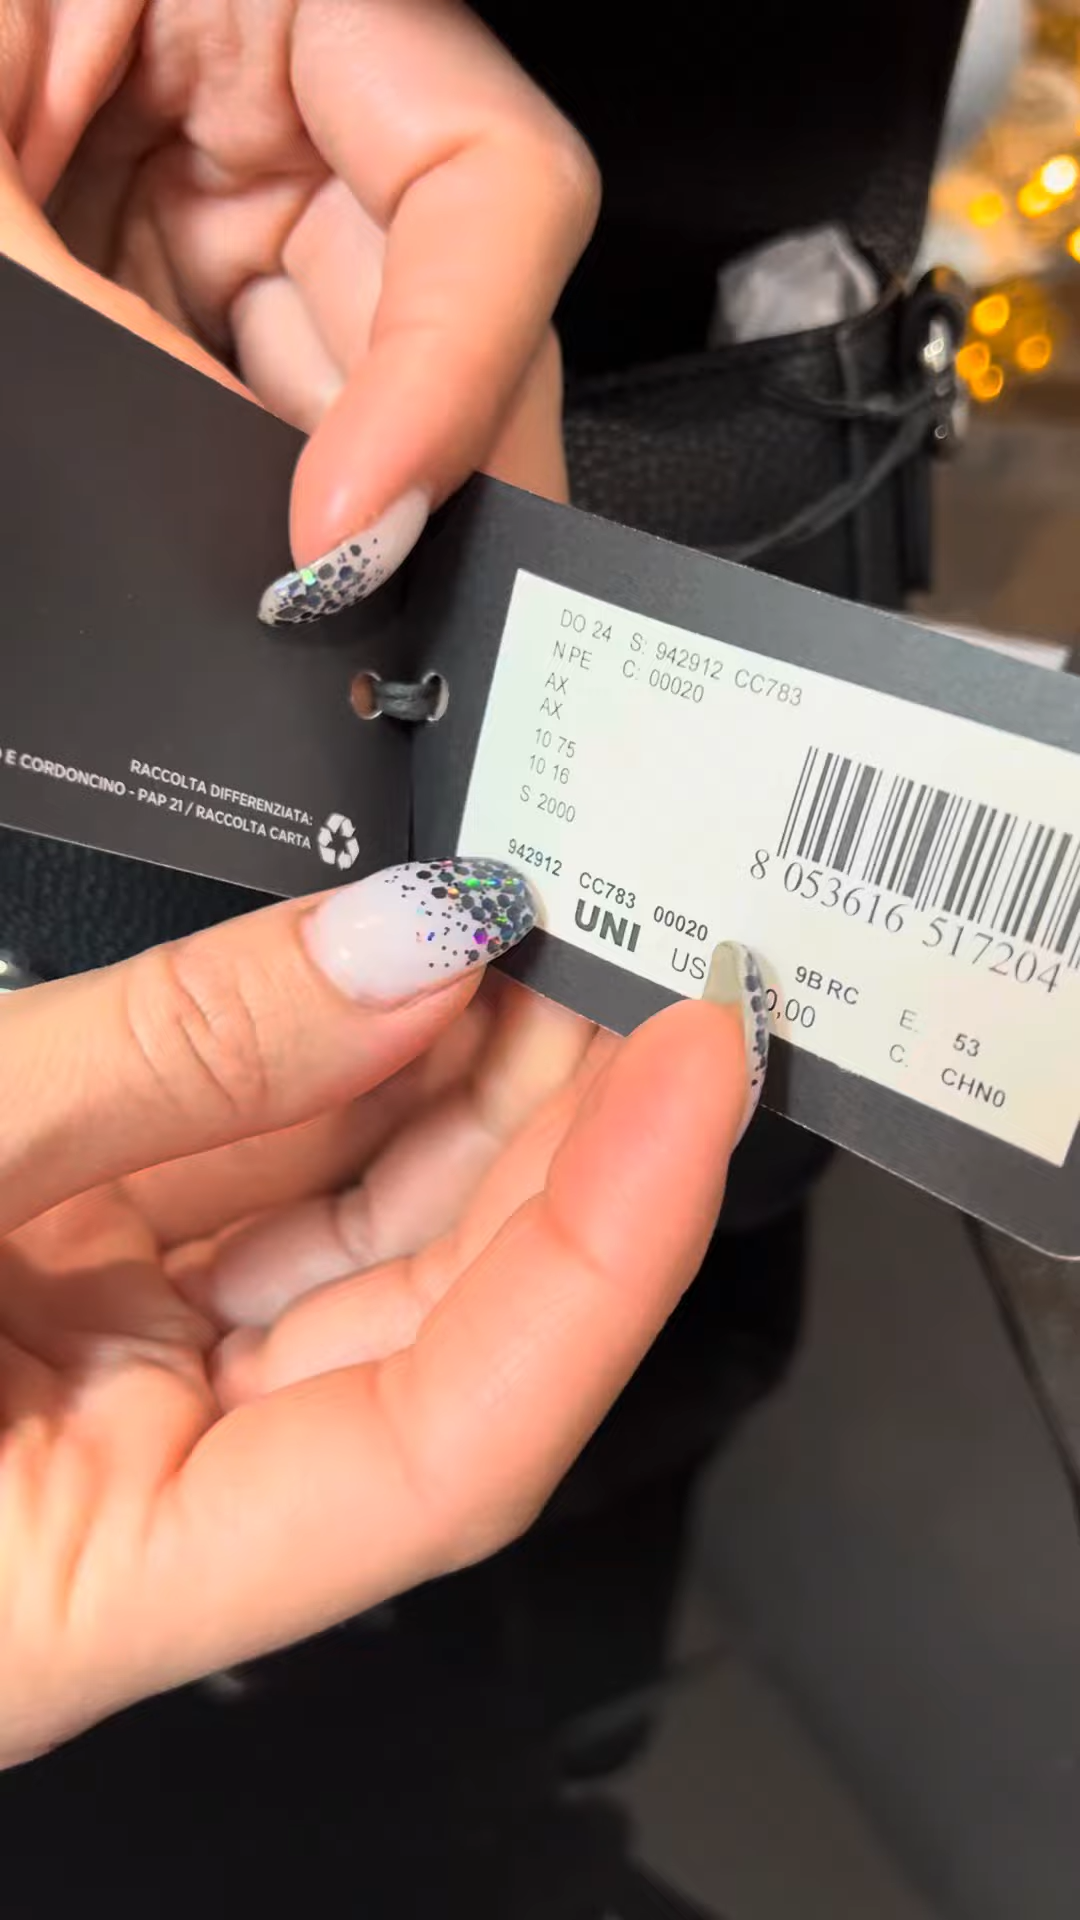 RACCOLTA DIFFERENZIATA:
E CORDONCINO - PAP 21 / RACCOLTA CARTA
DO 24 S: 942912 CC783
N PE C: 00020
AX
AX
10 75
10 16
S 2000
8 053616 517204
942912 CC783 00020 9B RC E. 53
UNI US 0,00 C. CHN0